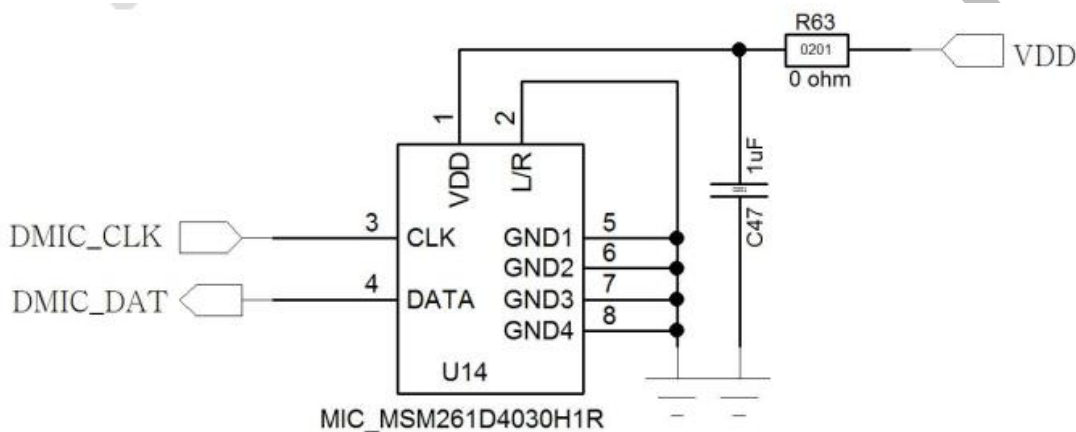 R63
0201
0 ohm
VDD
1
2
VDD
L/R
1uF
C47
DMIC_CLK
3
CLK
GND1
5
GND2
6
DMIC_DAT
4
DATA
GND3
7
GND4
8
U14
MIC_MSM261D4030H1R